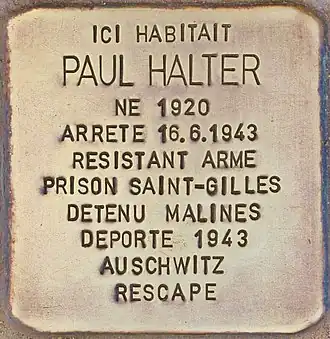 ICI HABITAIT
PAUL HALTER
NE 1920
ARRETE 16.6.1943
RESISTANT ARME
PRISON SAINT-GILLES
DETENU MALINES
DEPORTE 1943
AUSCHWITZ
RESCAPE